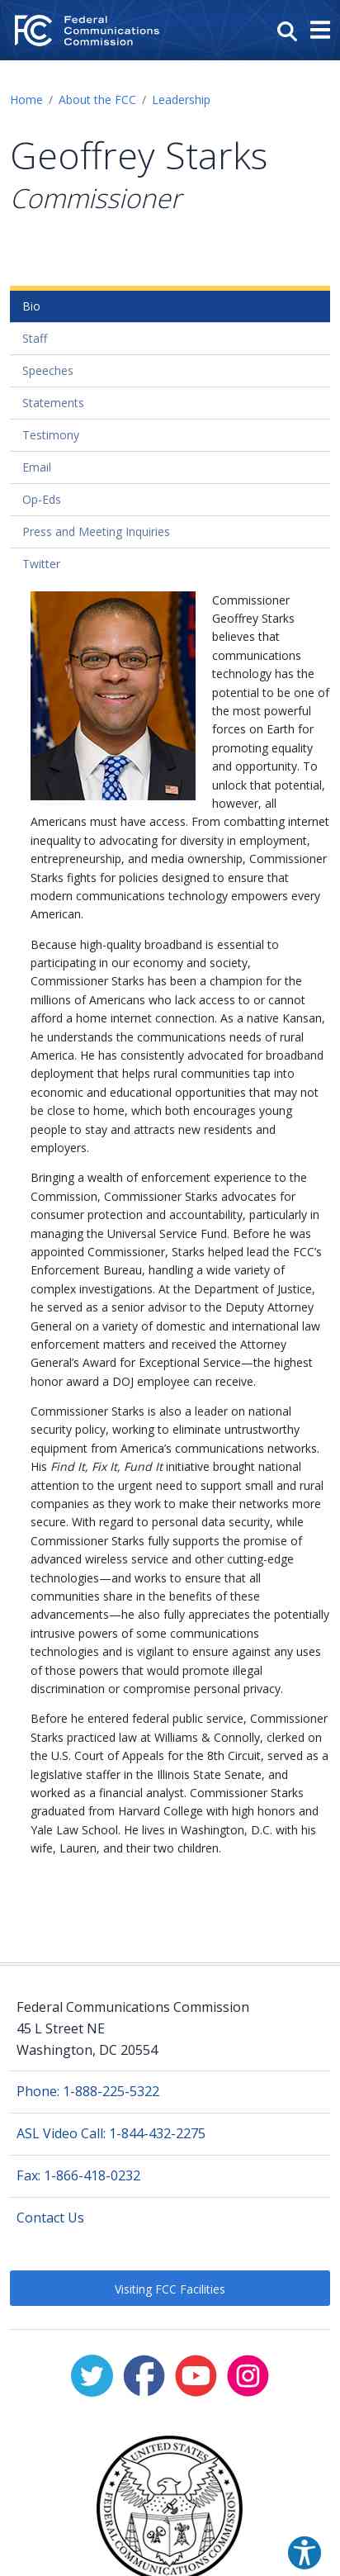 FCC
Federal
Communications
Commission
Home / About the FCC / Leadership
Geoffrey Starks
Commissioner
Bio
Staff
Speeches
Statements
Testimony
Email
Op-Eds
Press and Meeting Inquiries
Twitter
Commissioner
Geoffrey Starks
believes that
communications
technology has the
potential to be one of
the most powerful
forces on Earth for
promoting equality
and opportunity. To
unlock that potential,
however, all
Americans must have access. From combatting internet
inequality to advocating for diversity in employment,
entrepreneurship, and media ownership, Commissioner
Starks fights for policies designed to ensure that
modern communications technology empowers every
American.
Because high-quality broadband is essential to
participating in our economy and society,
Commissioner Starks has been a champion for the
millions of Americans who lack access to or cannot
afford a home internet connection. As a native Kansan,
he understands the communications needs of rural
America. He has consistently advocated for broadband
deployment that helps rural communities tap into
economic and educational opportunities that may not
be close to home, which both encourages young
people to stay and attracts new residents and
employers.
Bringing a wealth of enforcement experience to the
Commission, Commissioner Starks advocates for
consumer protection and accountability, particularly in
managing the Universal Service Fund. Before he was
appointed Commissioner, Starks helped lead the FCC’s
Enforcement Bureau, handling a wide variety of
complex investigations. At the Department of Justice,
he served as a senior advisor to the Deputy Attorney
General on a variety of domestic and international law
enforcement matters and received the Attorney
General’s Award for Exceptional Service—the highest
honor award a DOJ employee can receive.
Commissioner Starks is also a leader on national
security policy, working to eliminate untrustworthy
equipment from America’s communications networks.
His Find It, Fix It, Fund It initiative brought national
attention to the urgent need to support small and rural
companies as they work to make their networks more
secure. With regard to personal data security, while
Commissioner Starks fully supports the promise of
advanced wireless service and other cutting-edge
technologies—and works to ensure that all
communities share in the benefits of these
advancements—he also fully appreciates the potentially
intrusive powers of some communications
technologies and is vigilant to ensure against any uses
of those powers that would promote illegal
discrimination or compromise personal privacy.
Before he entered federal public service, Commissioner
Starks practiced law at Williams & Connolly, clerked on
the U.S. Court of Appeals for the 8th Circuit, served as a
legislative staffer in the Illinois State Senate, and
worked as a financial analyst. Commissioner Starks
graduated from Harvard College with high honors and
Yale Law School. He lives in Washington, D.C. with his
wife, Lauren, and their two children.
Federal Communications Commission
45 L Street NE
Washington, DC 20554
Phone: 1-888-225-5322
ASL Video Call: 1-844-432-2275
Fax: 1-866-418-0232
Contact Us
Visiting FCC Facilities
UNITED STATES
FEDERAL COMMUNICATIONS COMMISSION